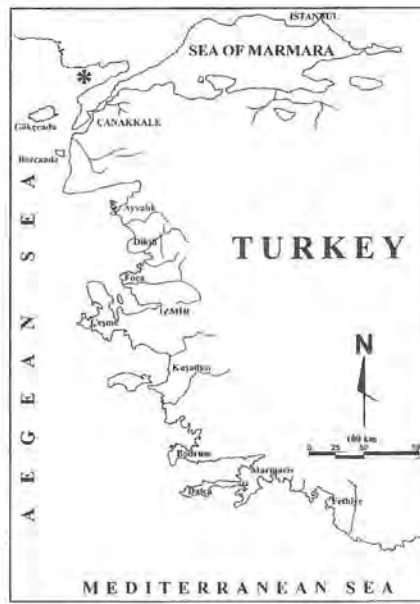 İSTANBUL
SEA OF MARMARA
*
Gökçeada
ÇANAKKALE
Bozcaada
Ayvalık
Dikili
TURKEY
Foça
İZMİR
Çeşme
Kuşadası
N
100 km
0 25 50
Bodrum
Marmaris
Datça
Fethiye
AEGEAN SEA
MEDITERRANEAN SEA